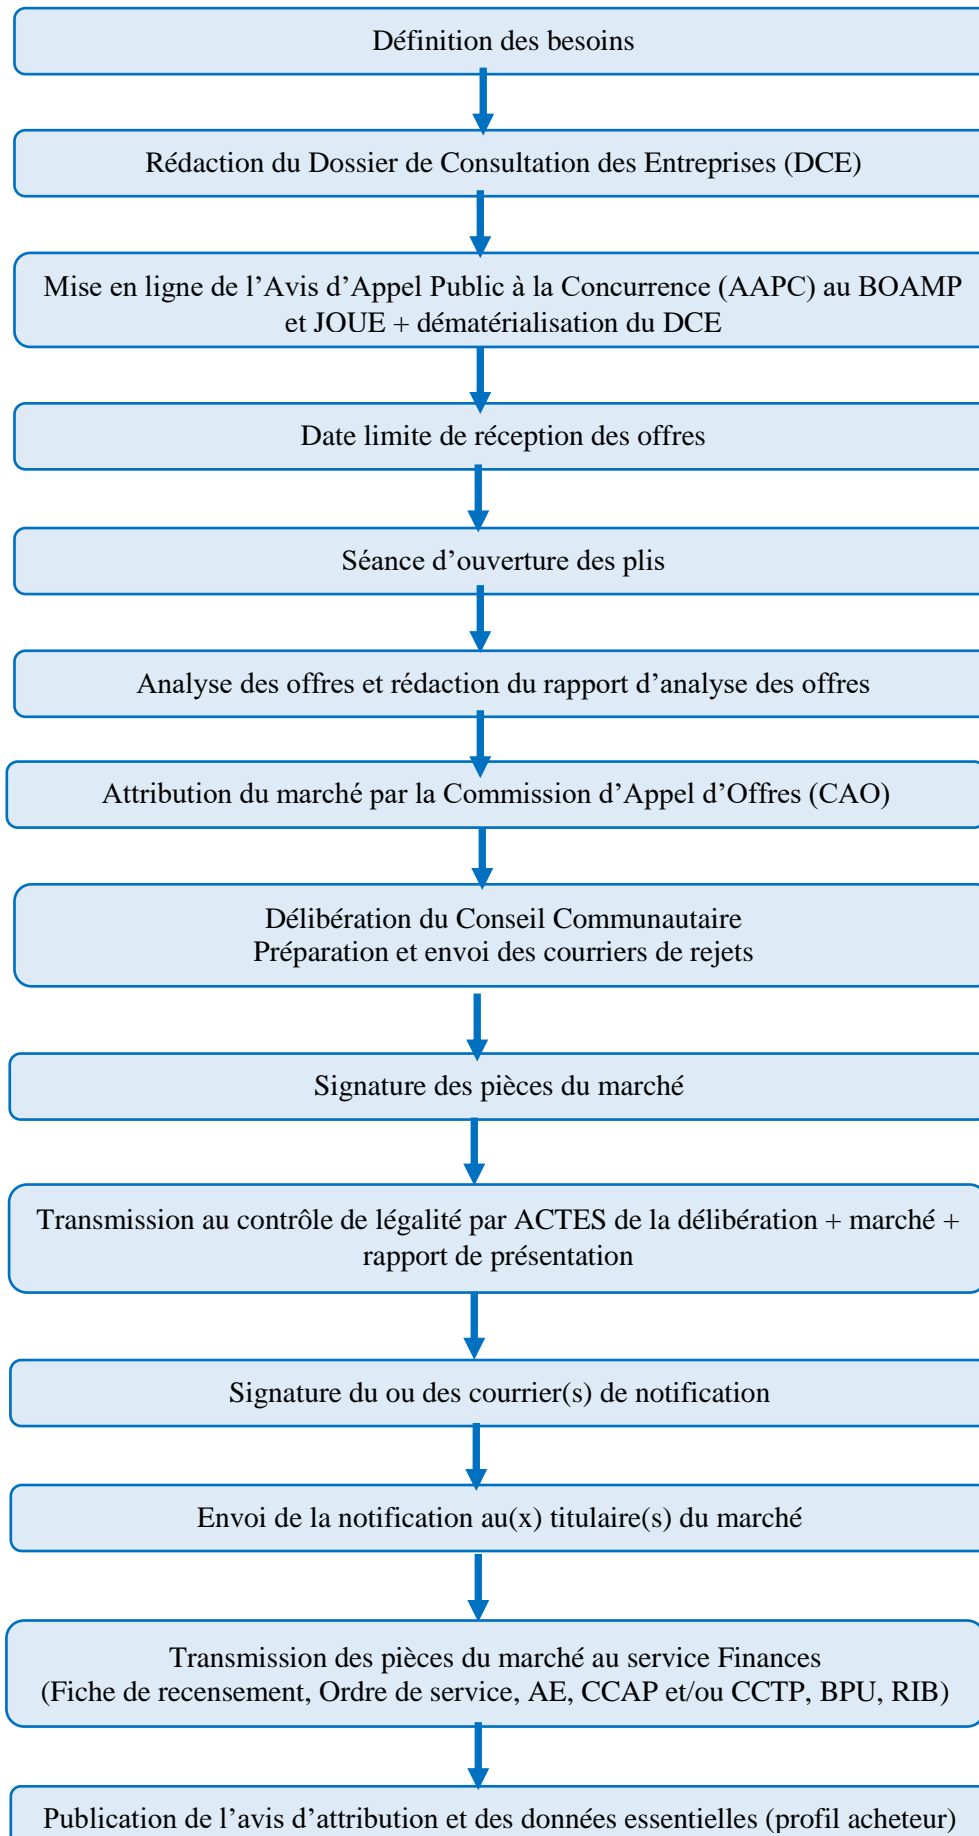 Définition des besoins
Rédaction du Dossier de Consultation des Entreprises (DCE)
Mise en ligne de l’Avis d’Appel Public à la Concurrence (AAPC) au BOAMP
et JOUE + dématérialisation du DCE
Date limite de réception des offres
Séance d’ouverture des plis
Analyse des offres et rédaction du rapport d’analyse des offres
Attribution du marché par la Commission d’Appel d’Offres (CAO)
Délibération du Conseil Communautaire
Préparation et envoi des courriers de rejets
Signature des pièces du marché
Transmission au contrôle de légalité par ACTES de la délibération + marché +
rapport de présentation
Signature du ou des courrier(s) de notification
Envoi de la notification au(x) titulaire(s) du marché
Transmission des pièces du marché au service Finances
(Fiche de recensement, Ordre de service, AE, CCAP et/ou CCTP, BPU, RIB)
Publication de l’avis d’attribution et des données essentielles (profil acheteur)